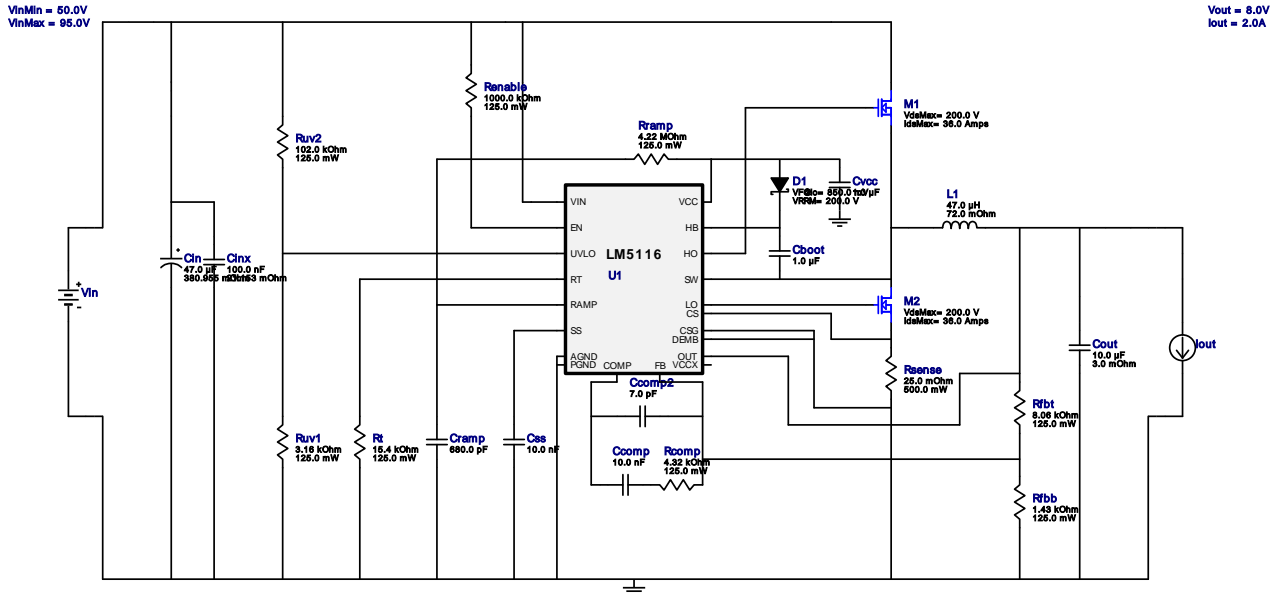 VinMin = 50.0V
VinMax = 95.0V
Vout = 8.0V
Iout = 2.0A
Renable
1000.0 kOhm
125.0 mW
M1
VdsMax= 200.0 V
IdsMax= 36.0 Amps
Ruv2
102.0 kOhm
125.0 mW
Rramp
4.22 MOhm
125.0 mW
D1
VRRM= 200.0 V
Cvcc
L1
47.0 µH
72.0 mOhm
VIN
EN
UVLO
RT
RAMP
SS
AGND
PGND
COMP
FB
VCC
HB
HO
SW
LO
CS
CSG
DEMB
OUT
VCCX
LM5116
U1
Cboot
1.0 µF
Vin
Cin
47.0 µF
Cinx
100.0 nF
M2
VdsMax= 200.0 V
IdsMax= 36.0 Amps
Rsense
25.0 mOhm
500.0 mW
Cout
10.0 µF
3.0 mOhm
Iout
Ccomp2
7.0 pF
Rfbt
8.06 kOhm
125.0 mW
Ruv1
3.16 kOhm
125.0 mW
Rt
15.4 kOhm
125.0 mW
Cramp
680.0 pF
Css
10.0 nF
Ccomp
10.0 nF
Rcomp
4.32 kOhm
125.0 mW
Rfbb
1.43 kOhm
125.0 mW